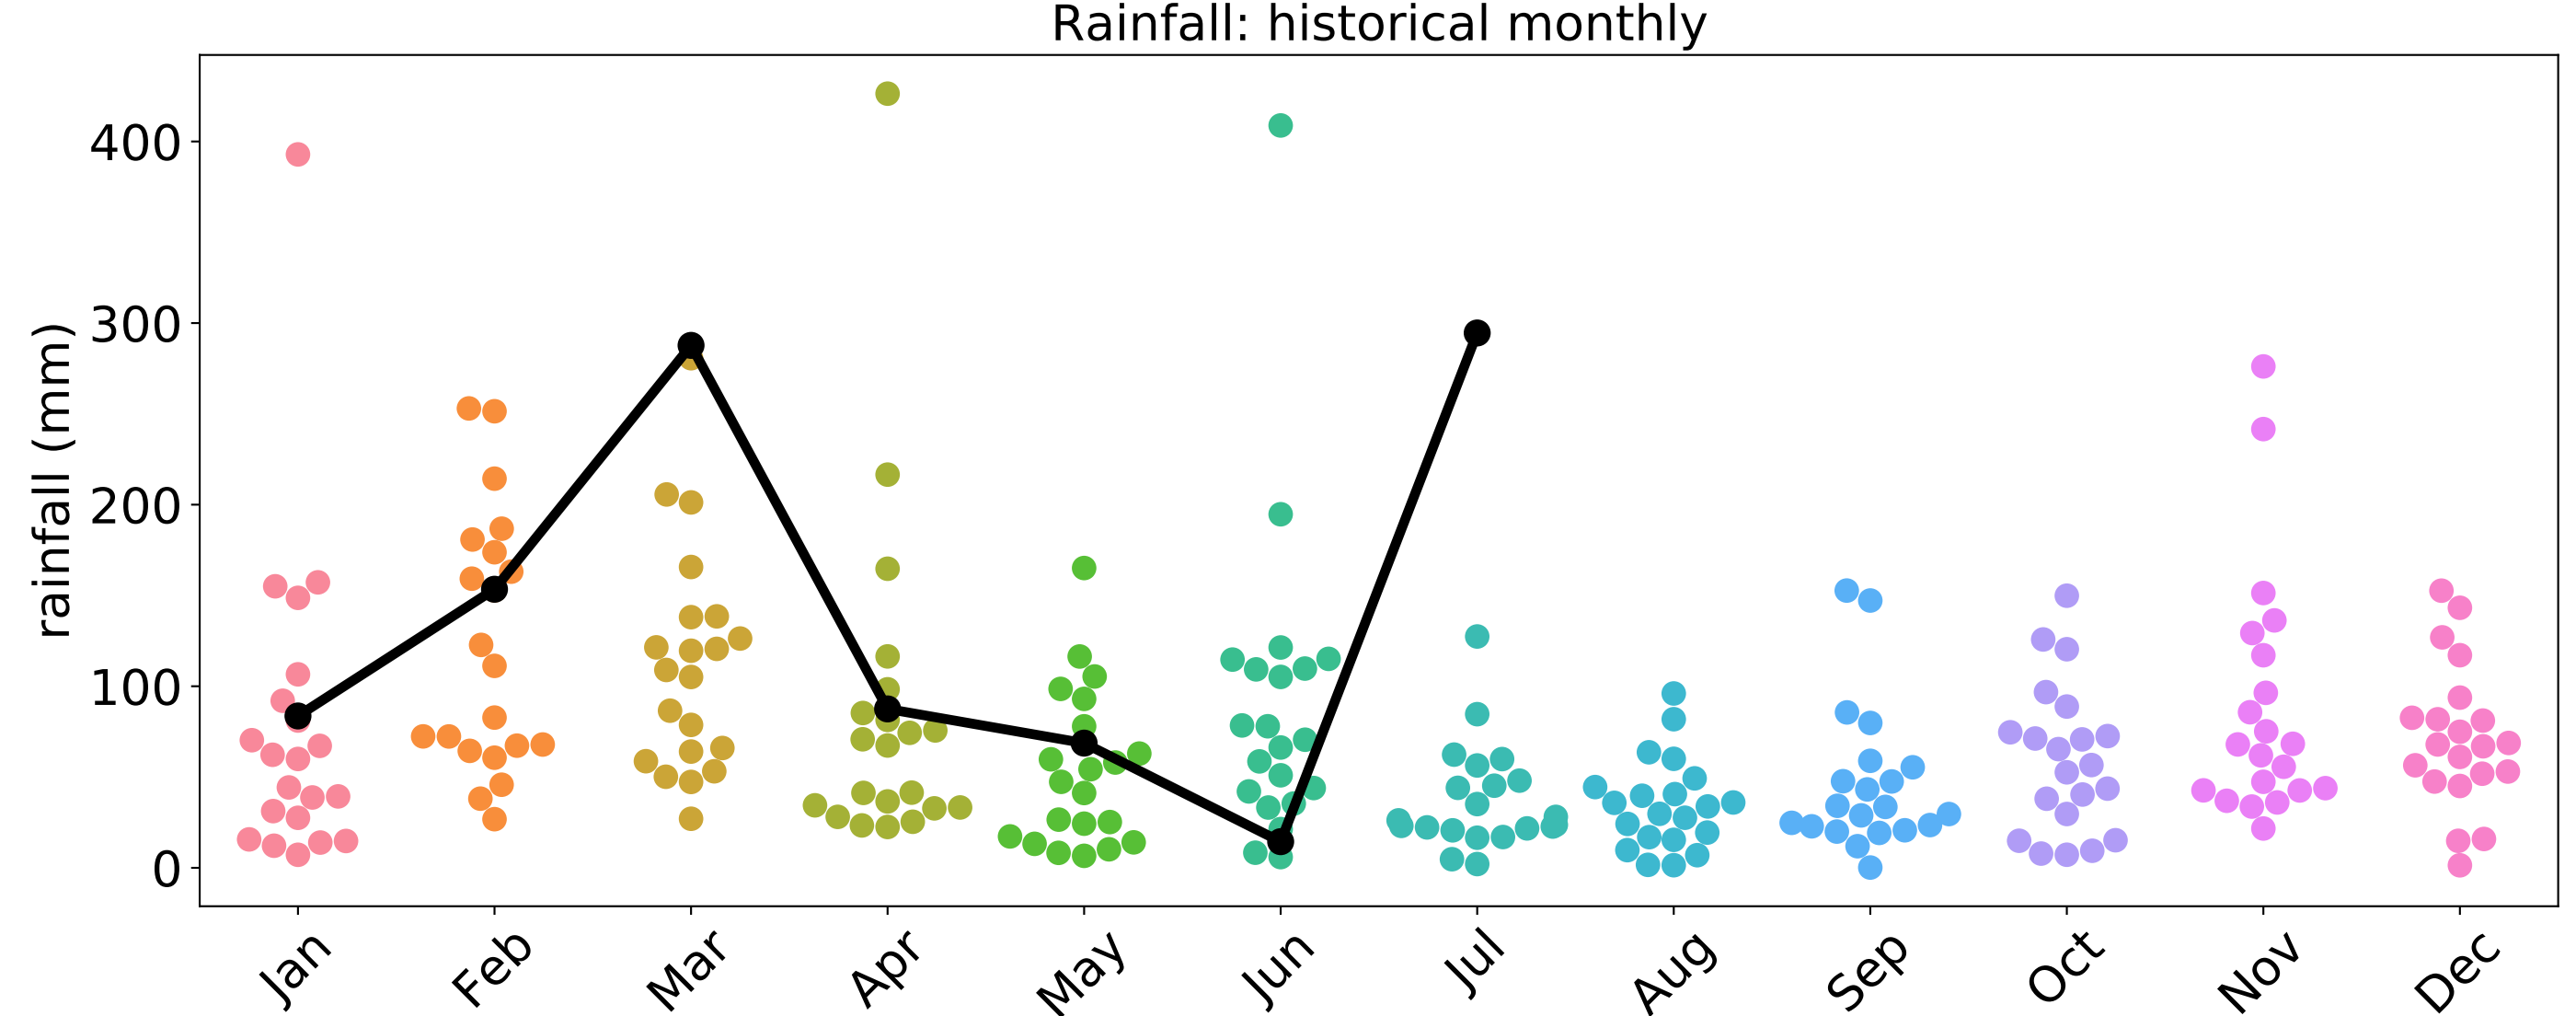 Rainfall: historical monthly
rainfall (mm)
400
300
200
100
0
Jan Feb Mar Apr May Jun Jul Aug Sep Oct Nov Dec